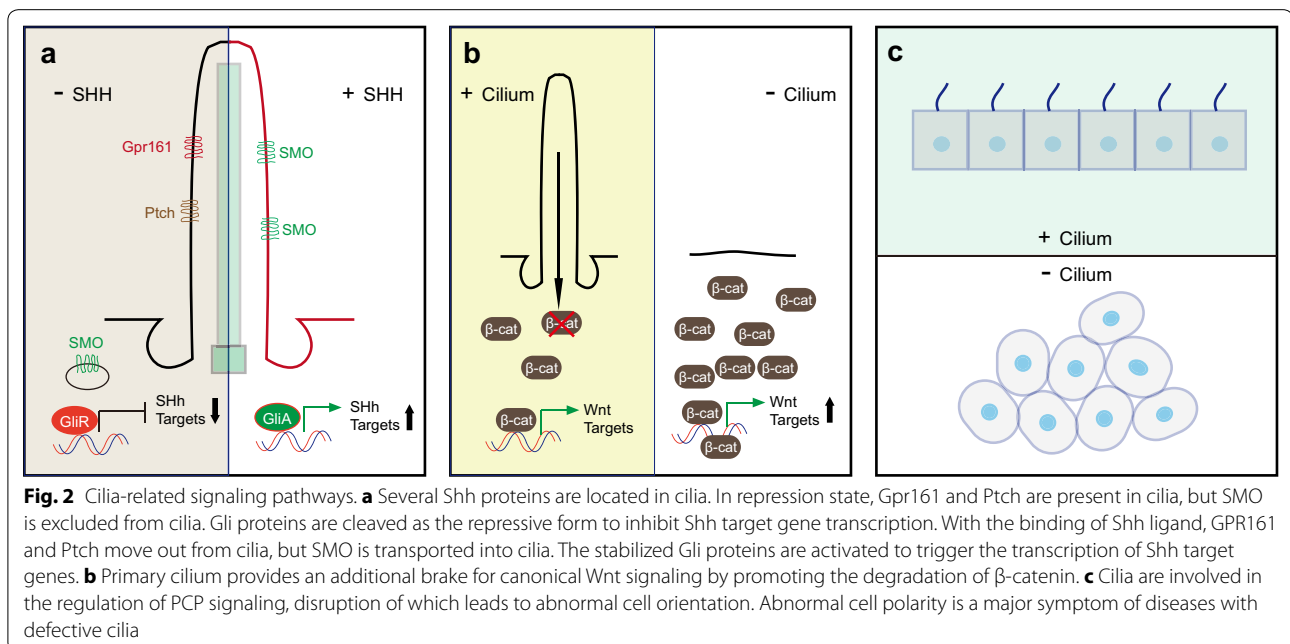 a
- SHH
+ SHH
Gpr161
SMO
Ptch
SMO
SMO
GliR
SHh
Targets
GliA
SHh
Targets
b
+ Cilium
- Cilium
β-cat
β-cat
β-cat
β-cat
Wnt
Targets
β-cat
β-cat
β-cat
β-cat
β-cat
β-cat
β-cat
β-cat
β-cat
Wnt
Targets
c
+ Cilium
- Cilium
Fig. 2 Cilia-related signaling pathways. a Several Shh proteins are located in cilia. In repression state, Gpr161 and Ptch are present in cilia, but SMO
is excluded from cilia. Gli proteins are cleaved as the repressive form to inhibit Shh target gene transcription. With the binding of Shh ligand, GPR161
and Ptch move out from cilia, but SMO is transported into cilia. The stabilized Gli proteins are activated to trigger the transcription of Shh target
genes. b Primary cilium provides an additional brake for canonical Wnt signaling by promoting the degradation of β-catenin. c Cilia are involved in
the regulation of PCP signaling, disruption of which leads to abnormal cell orientation. Abnormal cell polarity is a major symptom of diseases with
defective cilia